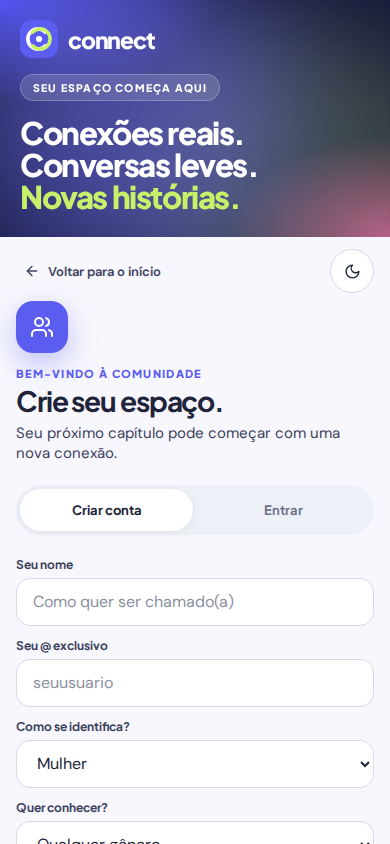 connect
SEU ESPAÇO COMEÇA AQUI
Conexões reais.
Conversas leves.
Novas histórias.
Voltar para o início
BEM-VINDO À COMUNIDADE
Crie seu espaço.
Seu próximo capítulo pode começar com uma
nova conexão.
Criar conta
Entrar
Seu nome
Como quer ser chamado(a)
Seu @ exclusivo
seuusuario
Como se identifica?
Mulher
Quer conhecer?
Qualquer gênero